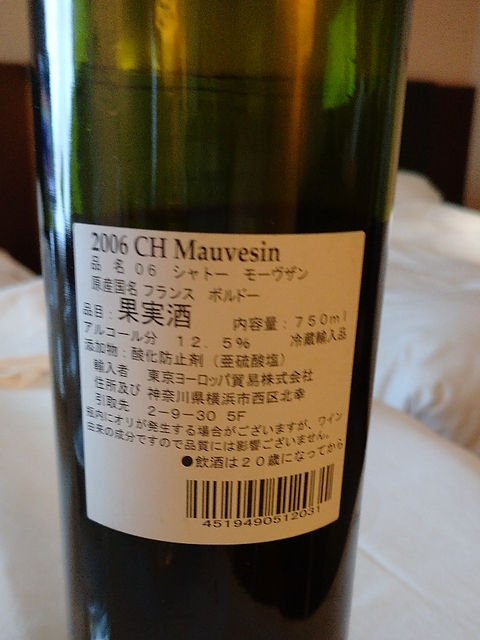 2006 CH Mauvesin
品 名 06 シャトー モーヴザン
原産国名 フランス ボルドー
品目：果実酒 内容量：750ml
アルコール分 12.5% 冷蔵輸入品
添加物：酸化防止剤（亜硫酸塩）
輸入者 東京ヨーロッパ貿易株式会社
住所及び 神奈川県横浜市西区北幸
引取先 2-9-30 5F
瓶内にオリが発生する場合がございますが、ワイン
由来の成分ですので品質には影響ございません。
●飲酒は20歳になってから
4519490512031